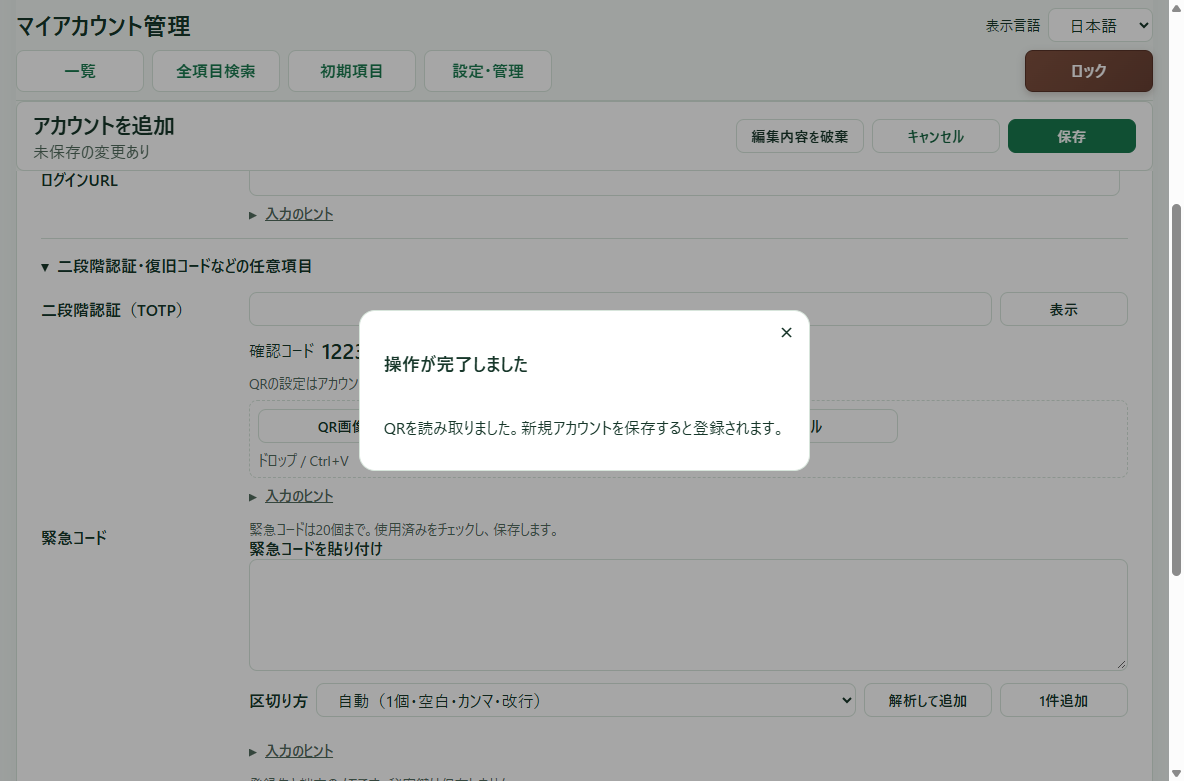 マイアカウント管理
表示言語 日本語
一覧 全項目検索 初期項目 設定・管理 ロック
アカウントを追加
未保存の変更あり
編集内容を破棄 キャンセル 保存
ログインURL
▶ 入力のヒント
▼ 二段階認証・復旧コードなどの任意項目
二段階認証（TOTP） 表示
確認コード 1223
QRの設定はアカウン
操作が完了しました
×
QRを読み取りました。新規アカウントを保存すると登録されます。
QR画像
ル
ドロップ / Ctrl+V
▶ 入力のヒント
緊急コード
緊急コードは20個まで。使用済みをチェックし、保存します。
緊急コードを貼り付け
区切り方 自動（1個・空白・カンマ・改行） 解析して追加 1件追加
▶ 入力のヒント